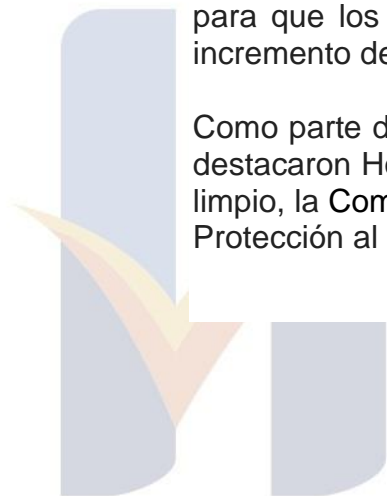 para que los
incremento de
Como parte d
destacaron H
limpio, la Com
Protección al